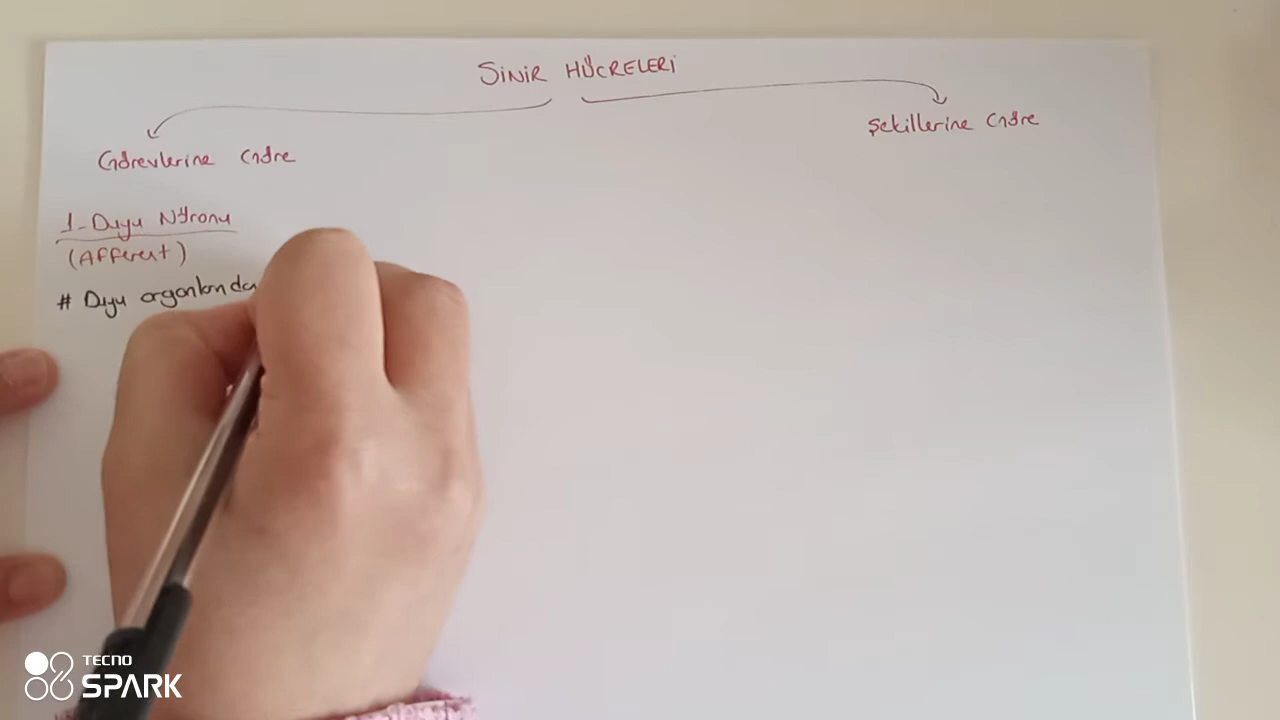 SİNİR HÜCRELERİ
Görevlerine Göre
Şekillerine Göre
1- Duyu Nöronu
(Afferent)
# Duyu organlarında
TECNO
SPARK